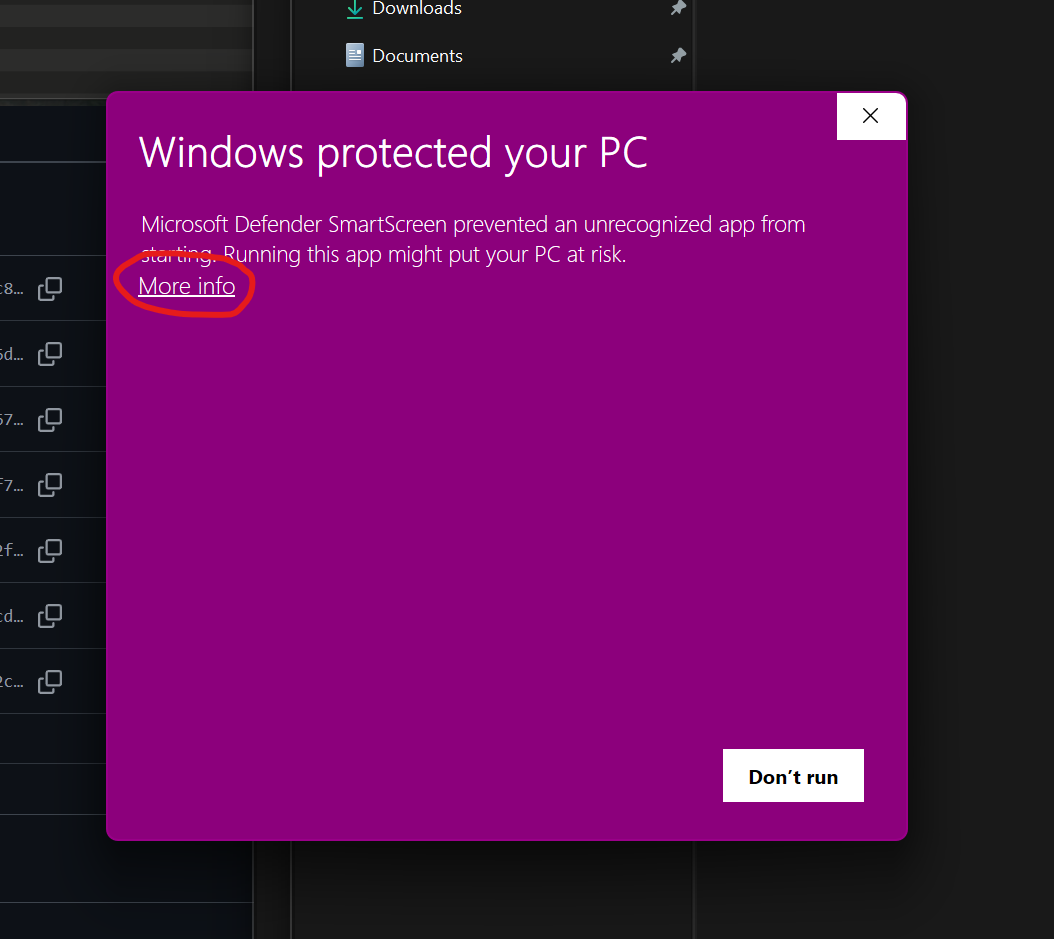 Downloads
Documents
Windows protected your PC
Microsoft Defender SmartScreen prevented an unrecognized app from
starting. Running this app might put your PC at risk.
More info
c8...
6d...
67...
f7...
2f...
cd...
2c...
Don't run